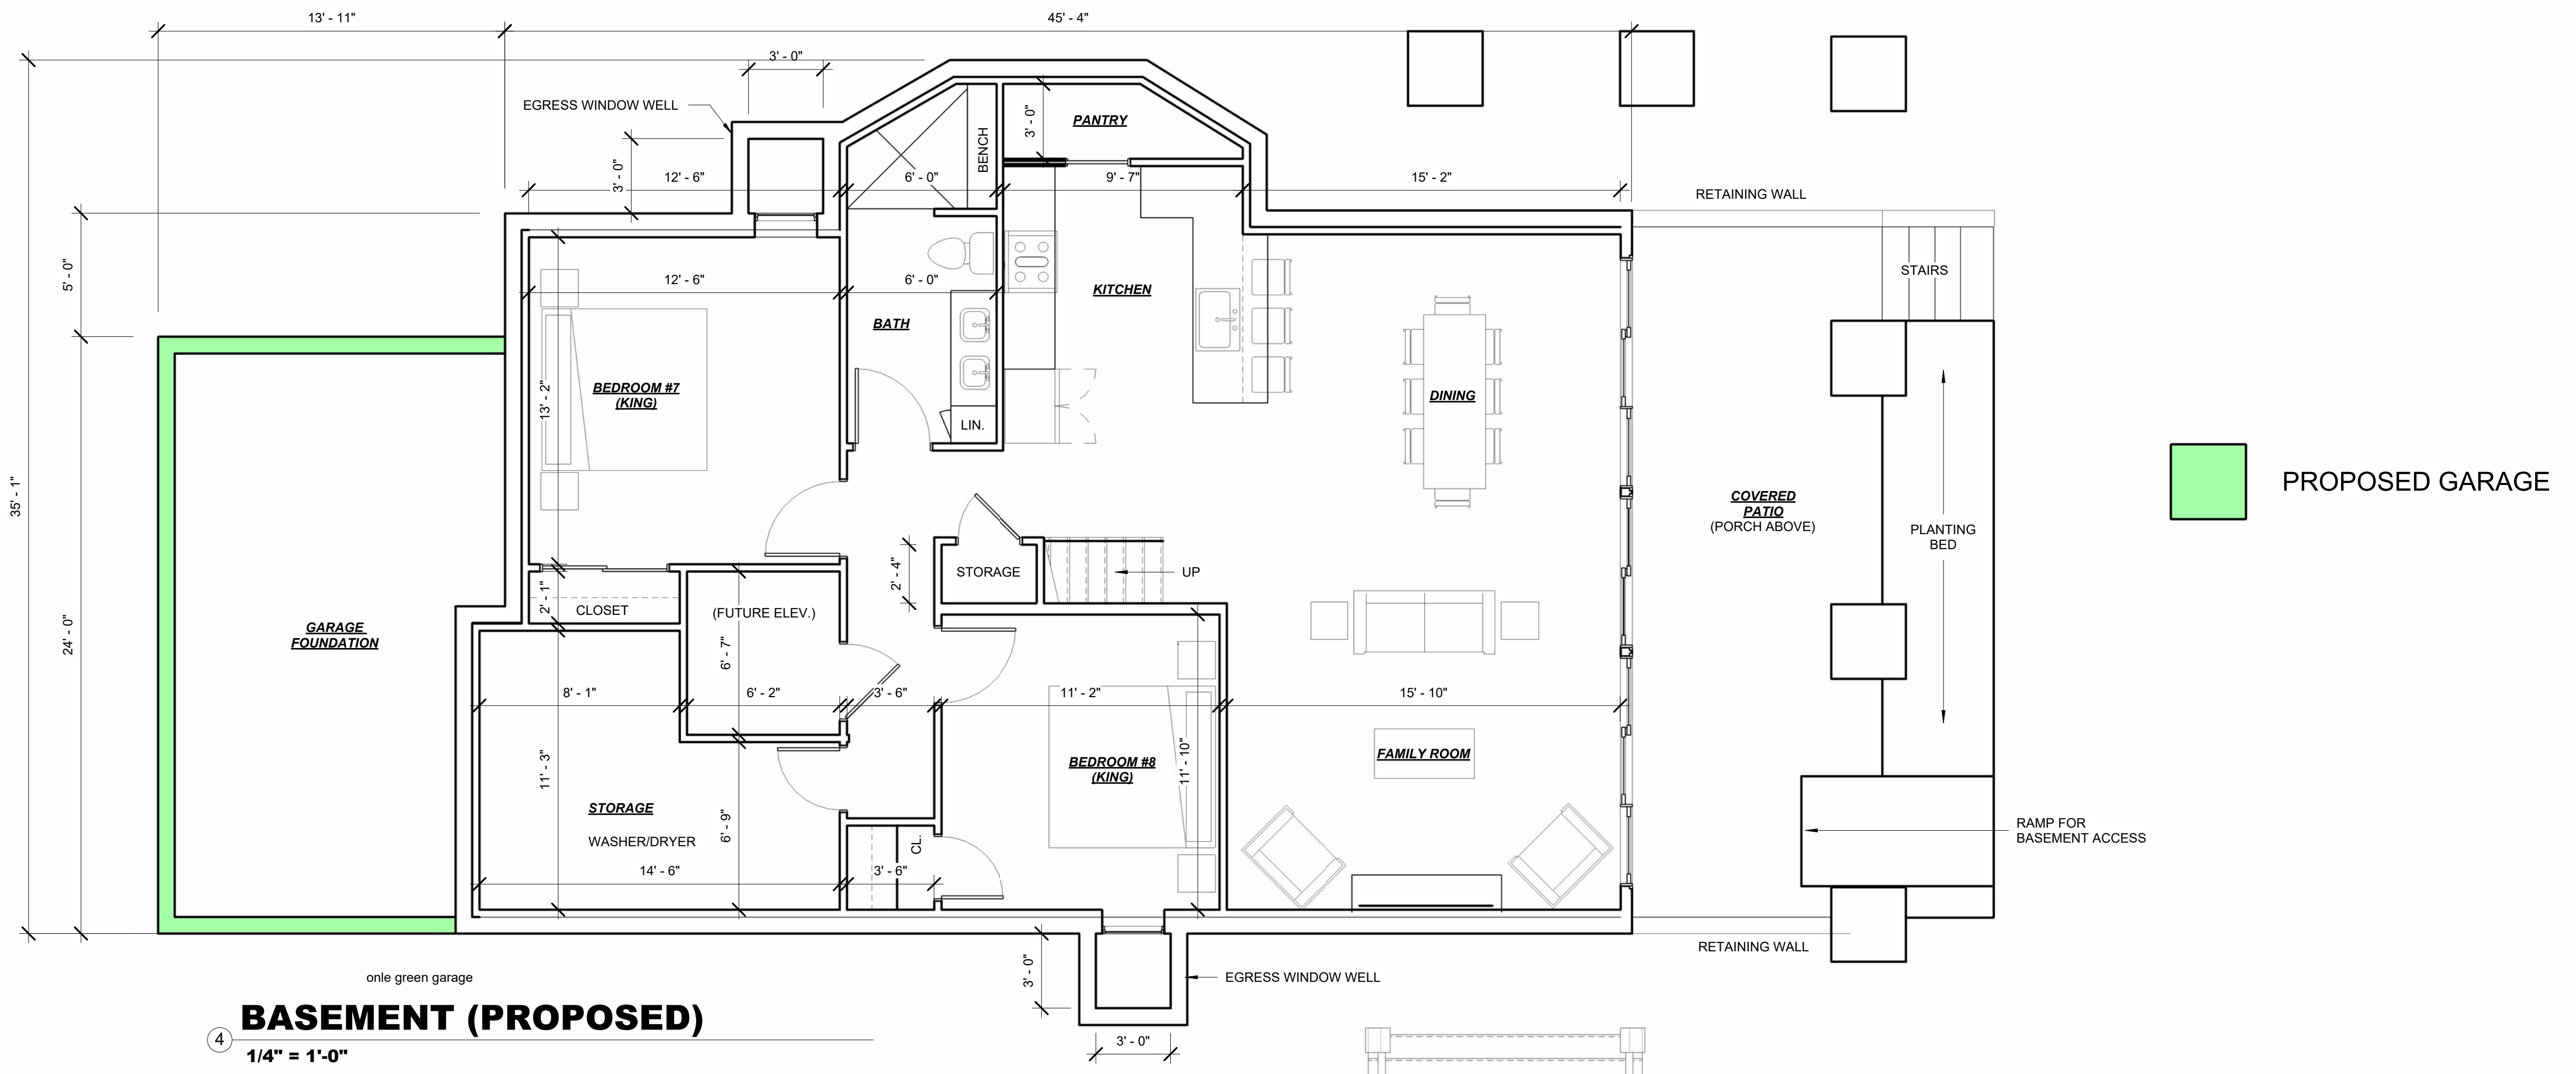 13' - 11"
45' - 4"
3' - 0"
EGRESS WINDOW WELL
3' - 0"
PANTRY
BENCH
3' - 0"
12' - 6"
6' - 0"
9' - 7"
15' - 2"
RETAINING WALL
STAIRS
5' - 0"
12' - 6"
6' - 0"
KITCHEN
BATH
BEDROOM #7
(KING)
13' - 2"
DINING
LIN.
35' - 1"
PROPOSED GARAGE
COVERED
PATIO
(PORCH ABOVE)
PLANTING
BED
STORAGE
UP
2' - 4"
2' - 1"
CLOSET
(FUTURE ELEV.)
GARAGE
FOUNDATION
24' - 0"
6' - 7"
8' - 1"
6' - 2"
3' - 6"
11' - 2"
15' - 10"
11' - 3"
BEDROOM #8
(KING)
11' - 10"
FAMILY ROOM
STORAGE
WASHER/DRYER
6' - 9"
CL.
14' - 6"
3' - 6"
RAMP FOR
BASEMENT ACCESS
RETAINING WALL
3' - 0"
EGRESS WINDOW WELL
3' - 0"
onle green garage
4
BASEMENT (PROPOSED)
1/4" = 1'-0"